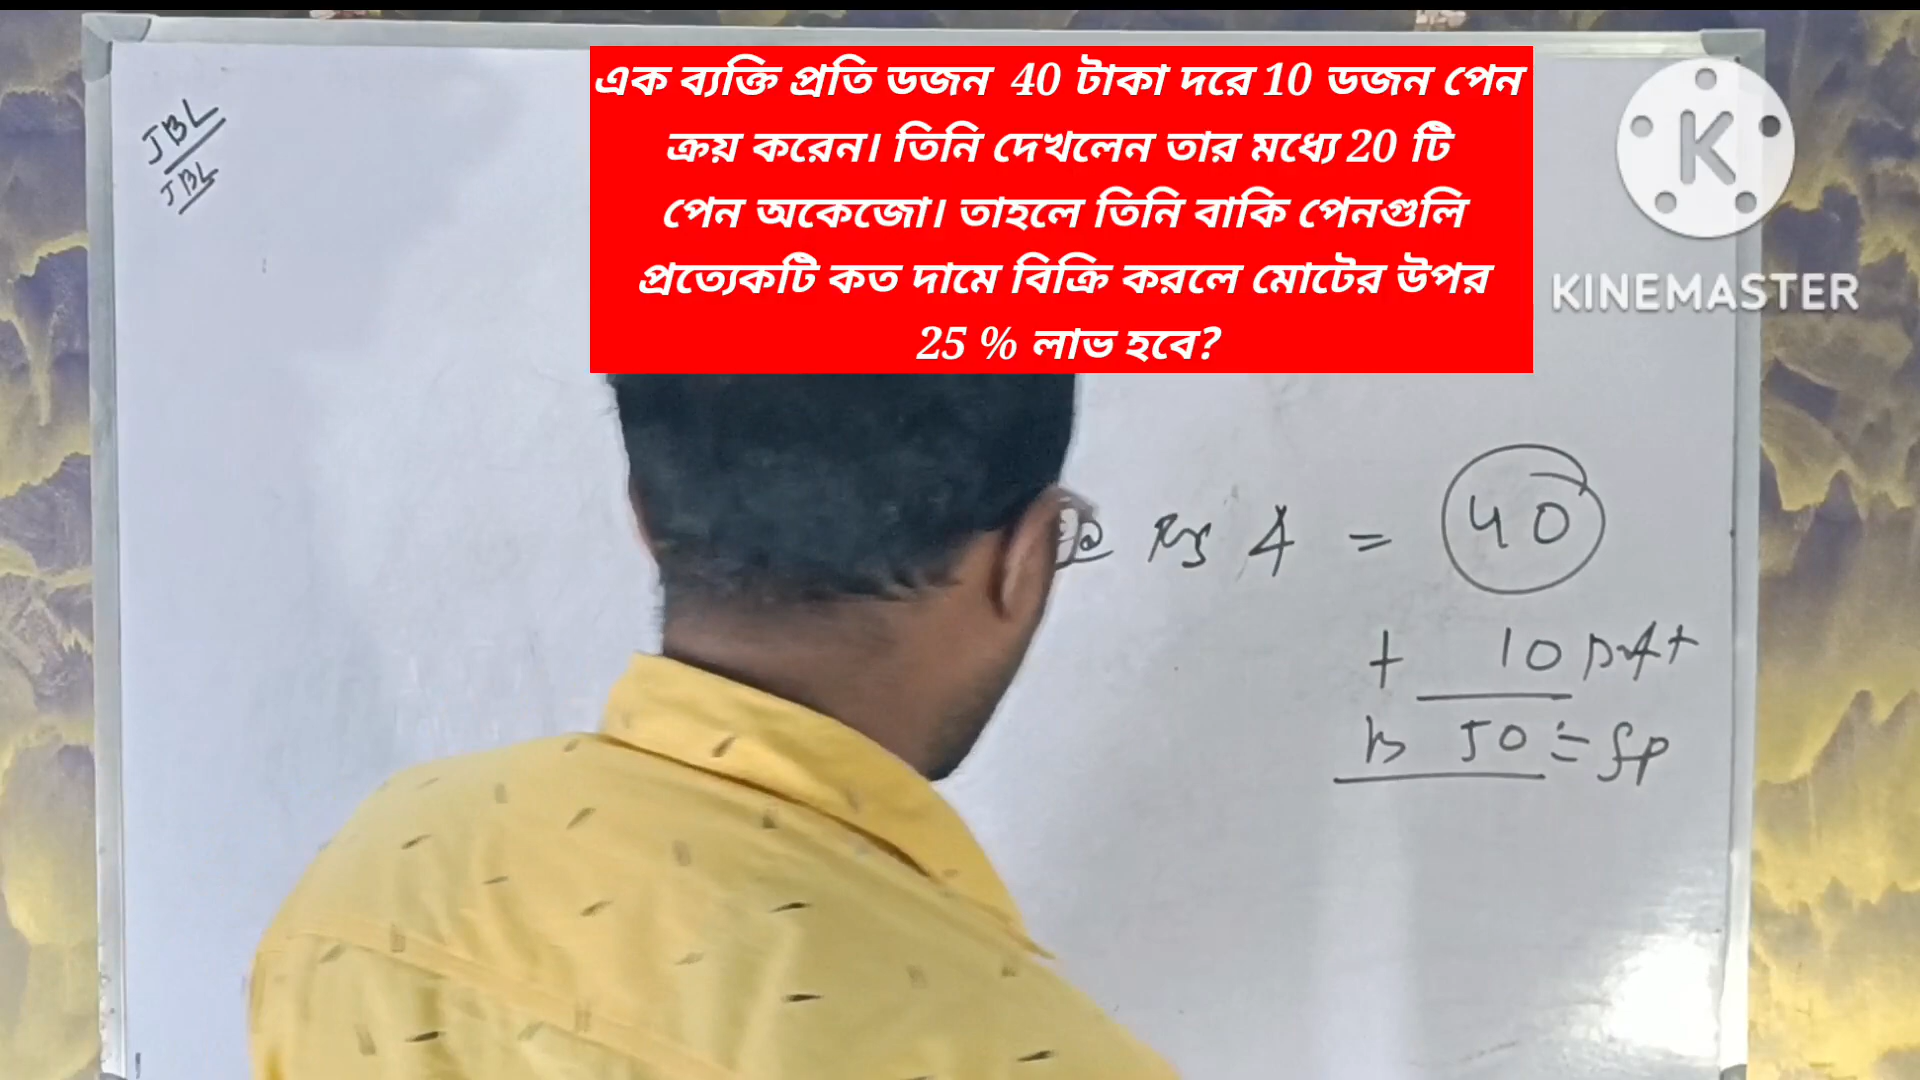 এক ব্যক্তি প্রতি ডজন 40 টাকা দরে 10 ডজন পেন
ক্রয় করেন। তিনি দেখলেন তার মধ্যে 20 টি
পেন অকেজো। তাহলে তিনি বাকি পেনগুলি
প্রত্যেকটি কত দামে বিক্রি করলে মোটের উপর
25 % লাভ হবে?
KINEMASTER
K
JBL
JBL
@ Rs 4 = 40
+ 10
50 = SP